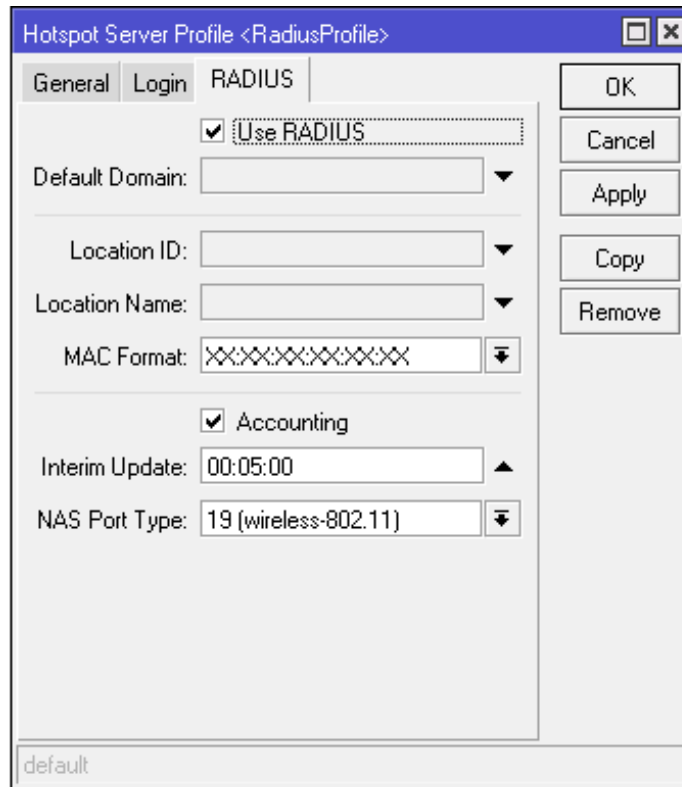 Hotspot Server Profile <RadiusProfile>
General Login RADIUS
Use RADIUS
Default Domain:
Location ID:
Location Name:
MAC Format: XX:XX:XX:XX:XX:XX
Accounting
Interim Update: 00:05:00
NAS Port Type: 19 (wireless-802.11)
OK
Cancel
Apply
Copy
Remove
default